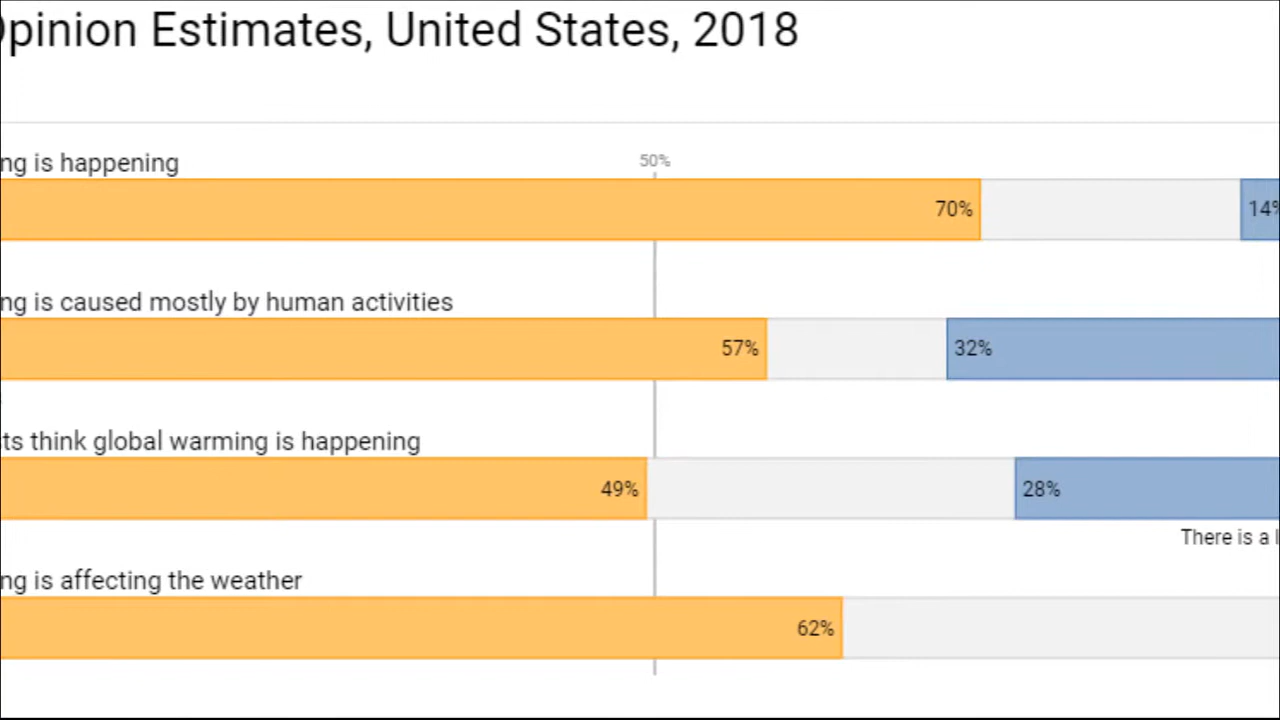 Opinion Estimates, United States, 2018
ng is happening
50%
70%
14%
ng is caused mostly by human activities
57%
32%
ts think global warming is happening
49%
28%
There is a l
ng is affecting the weather
62%